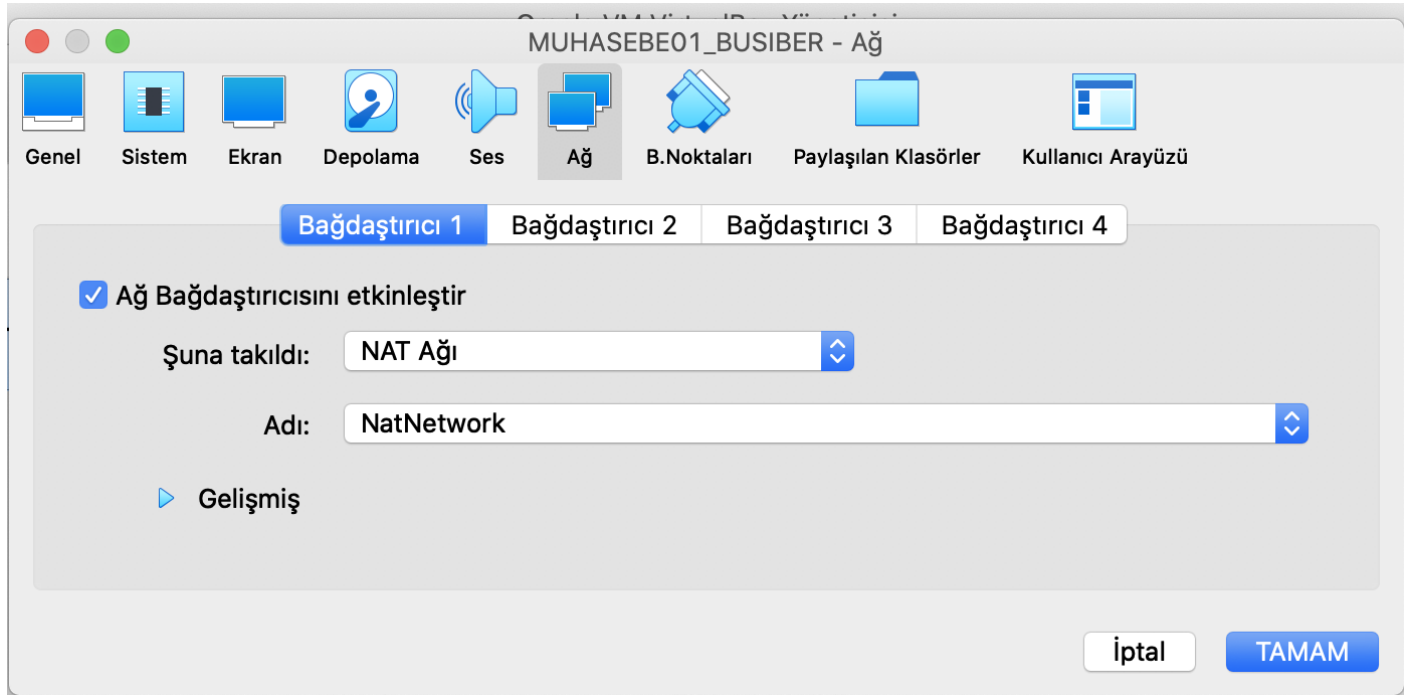 MUHASEBE01_BUSIBER - Ağ
Genel Sistem Ekran Depolama Ses Ağ B.Noktaları Paylaşılan Klasörler Kullanıcı Arayüzü
Bağdaştırıcı 1 Bağdaştırıcı 2 Bağdaştırıcı 3 Bağdaştırıcı 4
Ağ Bağdaştırıcısını etkinleştir
Şuna takıldı: NAT Ağı
Adı: NatNetwork
Gelişmiş
İptal TAMAM